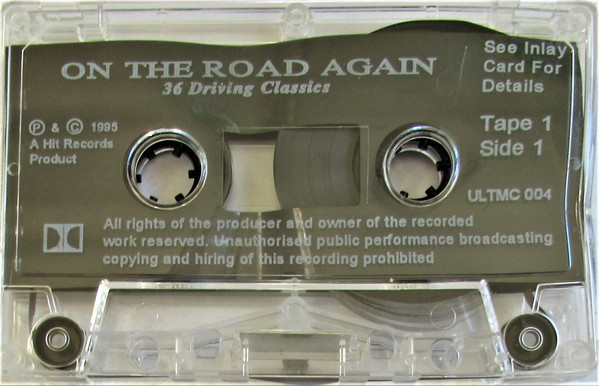 ON THE ROAD AGAIN
36 Driving Classics
See Inlay
Card For
Details
Ⓟ & © 1995
A Hit Records
Product
Tape 1
Side 1
ULTMC 004
All rights of the producer and owner of the recorded
work reserved. Unauthorised public performance broadcasting
copying and hiring of this recording prohibited